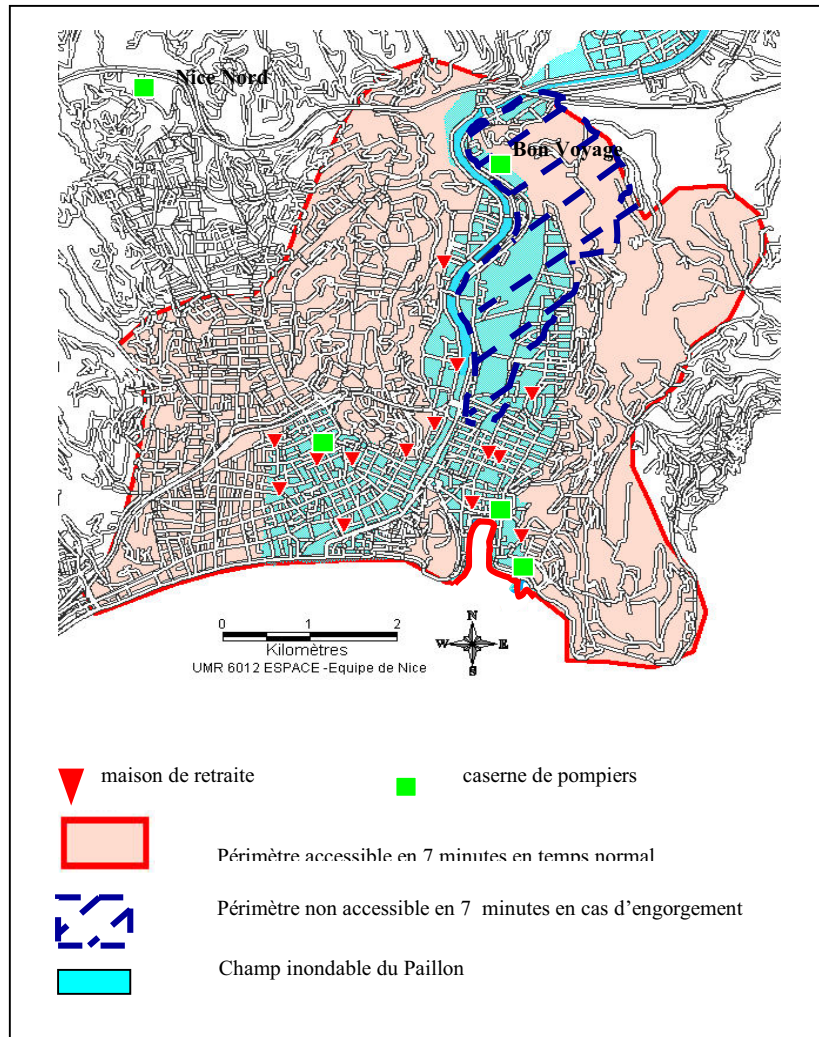 Nice Nord
Bon Voyage
0 1 2
Kilomètres
UMR 6012 ESPACE -Equipe de Nice
N
W E
S
maison de retraite
caserne de pompiers
Périmètre accessible en 7 minutes en temps normal
Périmètre non accessible en 7 minutes en cas d'engorgement
Champ inondable du Paillon